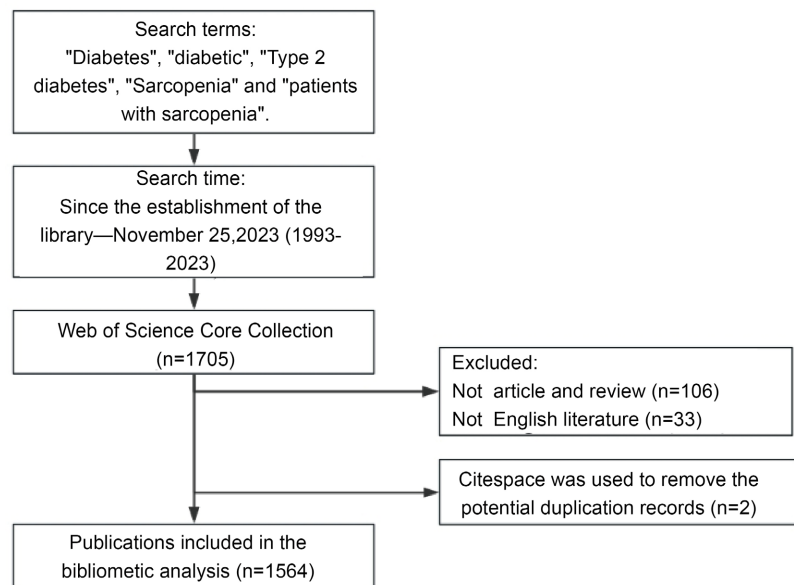 Search terms:
"Diabetes", "diabetic", "Type 2
diabetes", "Sarcopenia" and "patients
with sarcopenia".
Search time:
Since the establishment of the
library—November 25,2023 (1993-
2023)
Web of Science Core Collection
(n=1705)
Excluded:
Not article and review (n=106)
Not English literature (n=33)
Citespace was used to remove the
potential duplication records (n=2)
Publications included in the
bibliometic analysis (n=1564)